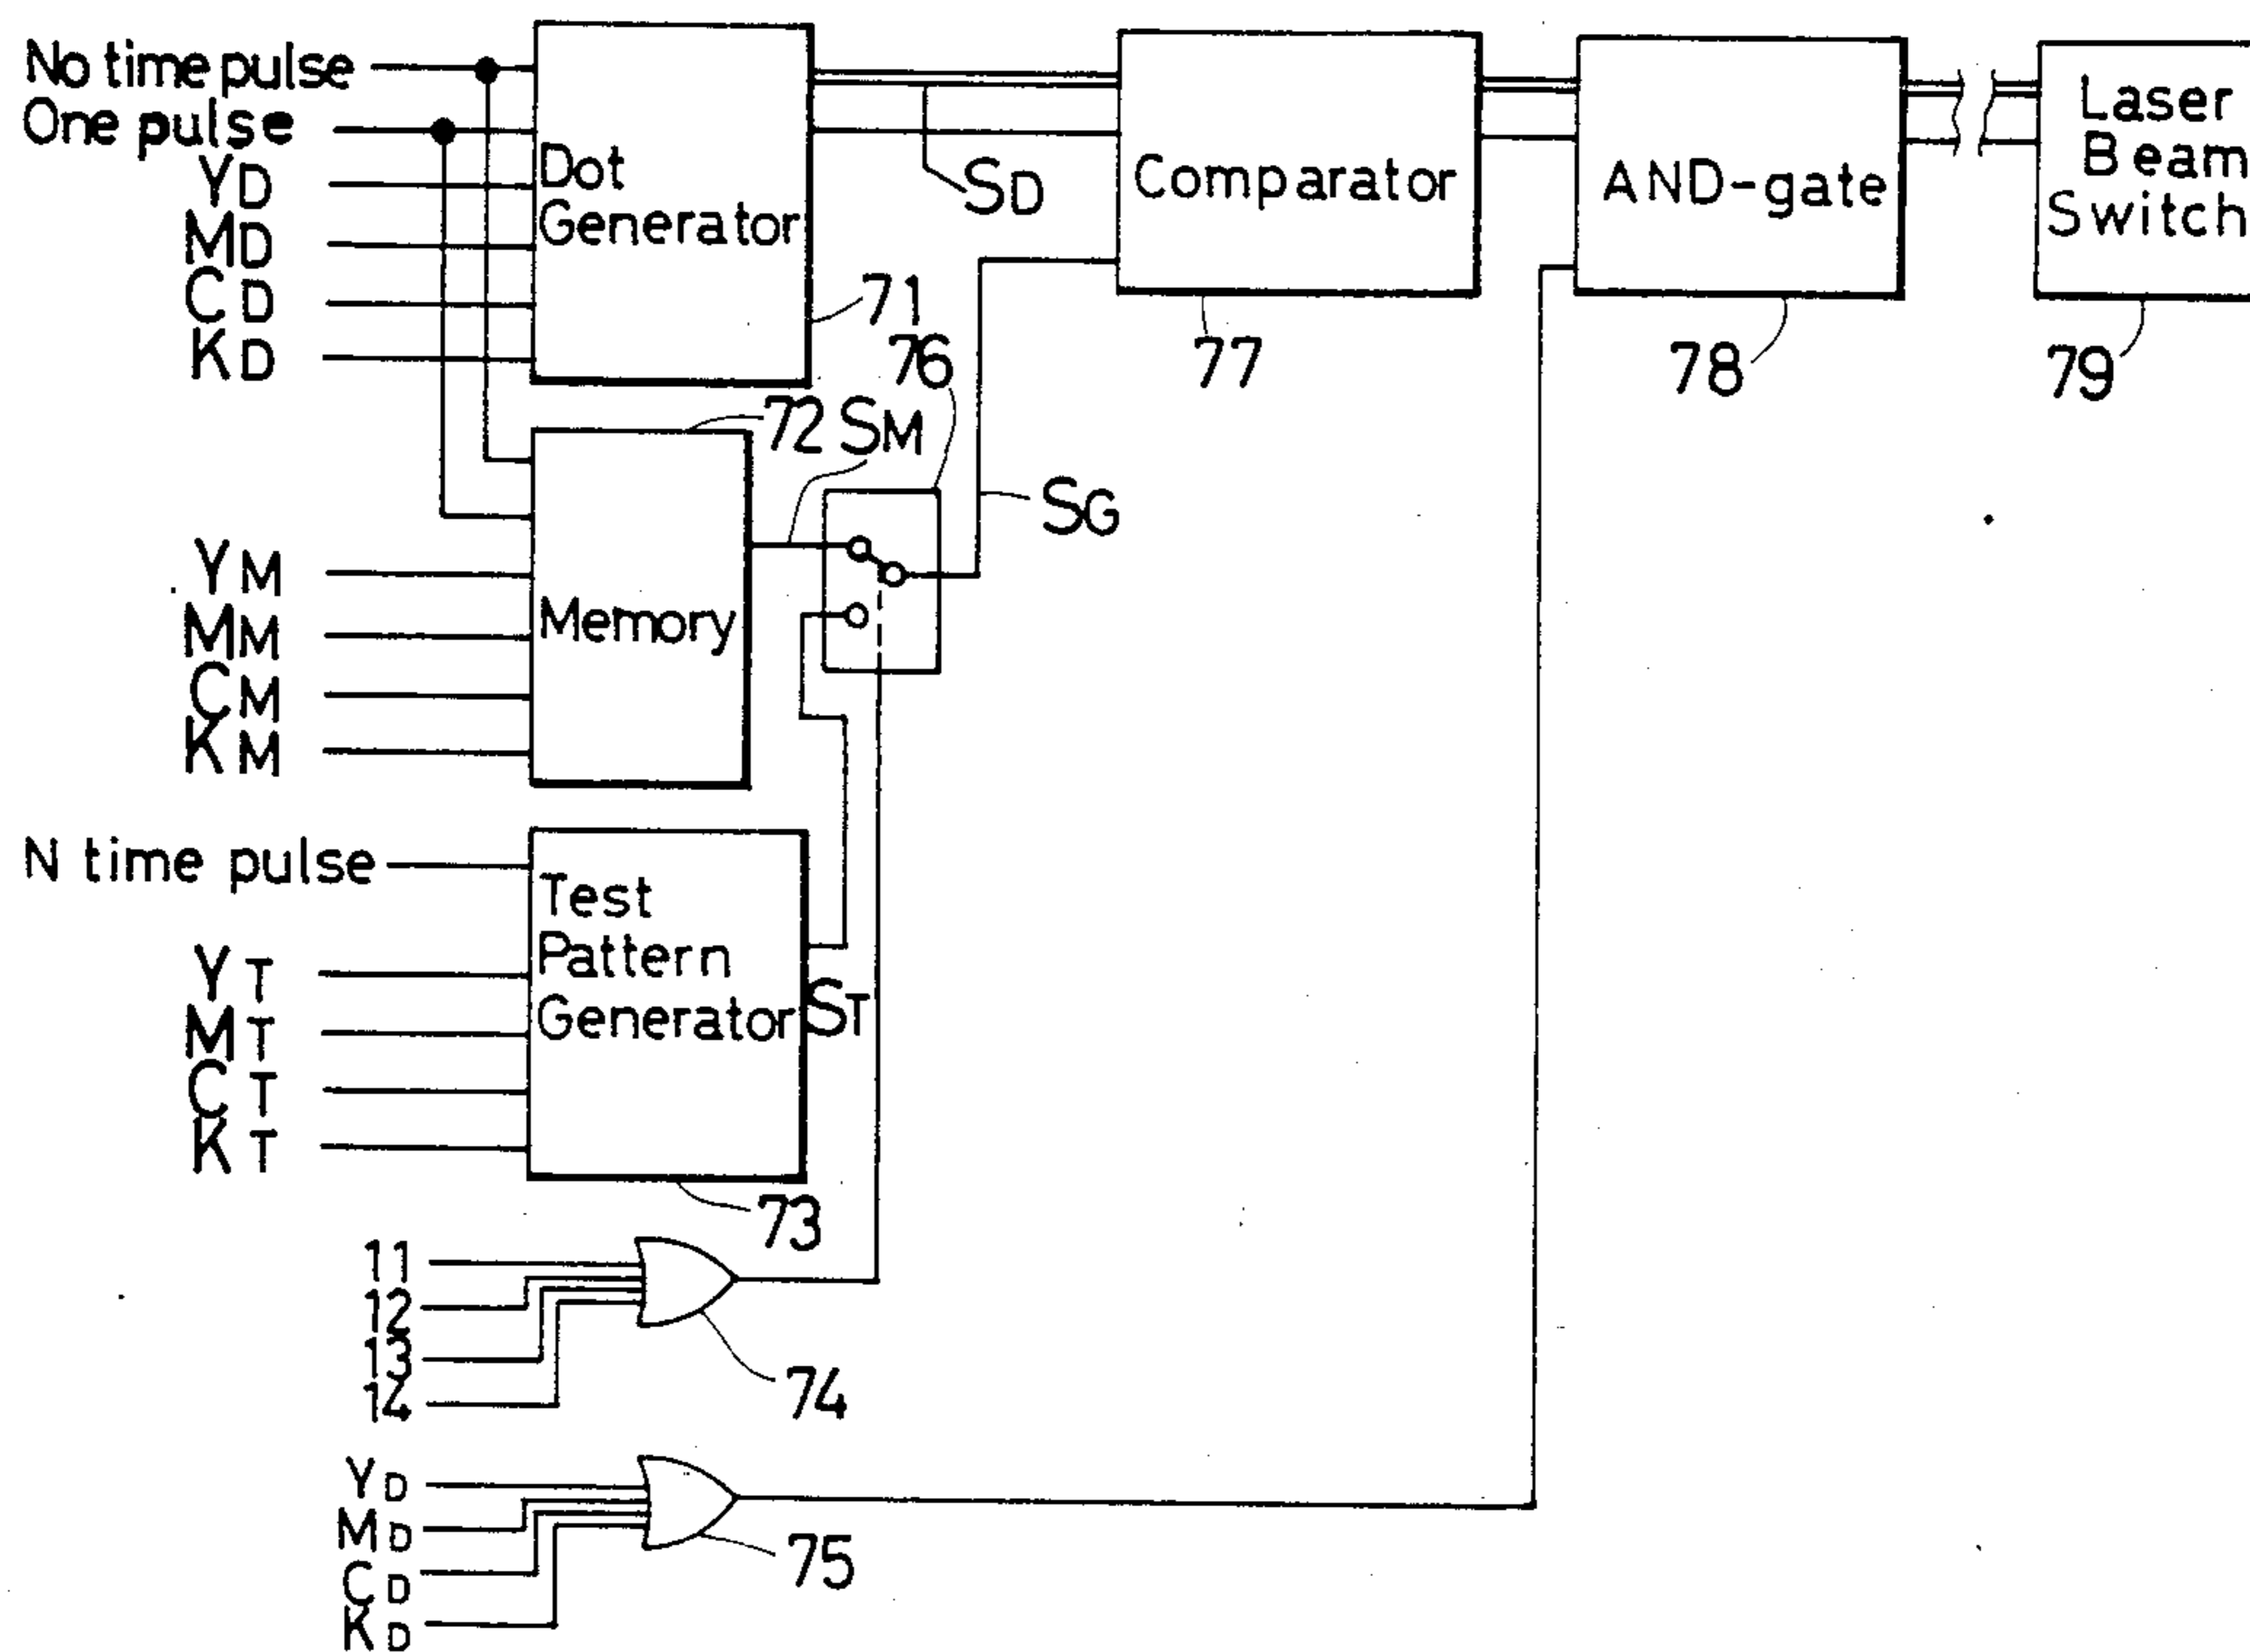 No time pulse
One pulse
YD
MD
CD
KD
Dot
Generator
71
SD
Comparator
77
AND-gate
78
Laser
Beam
Switch
79
72
SM
76
SG
YM
MM
CM
KM
Memory
N time pulse
YT
MT
CT
KT
Test
Pattern
Generator
ST
73
11
12
13
14
74
YD
MD
CD
KD
75